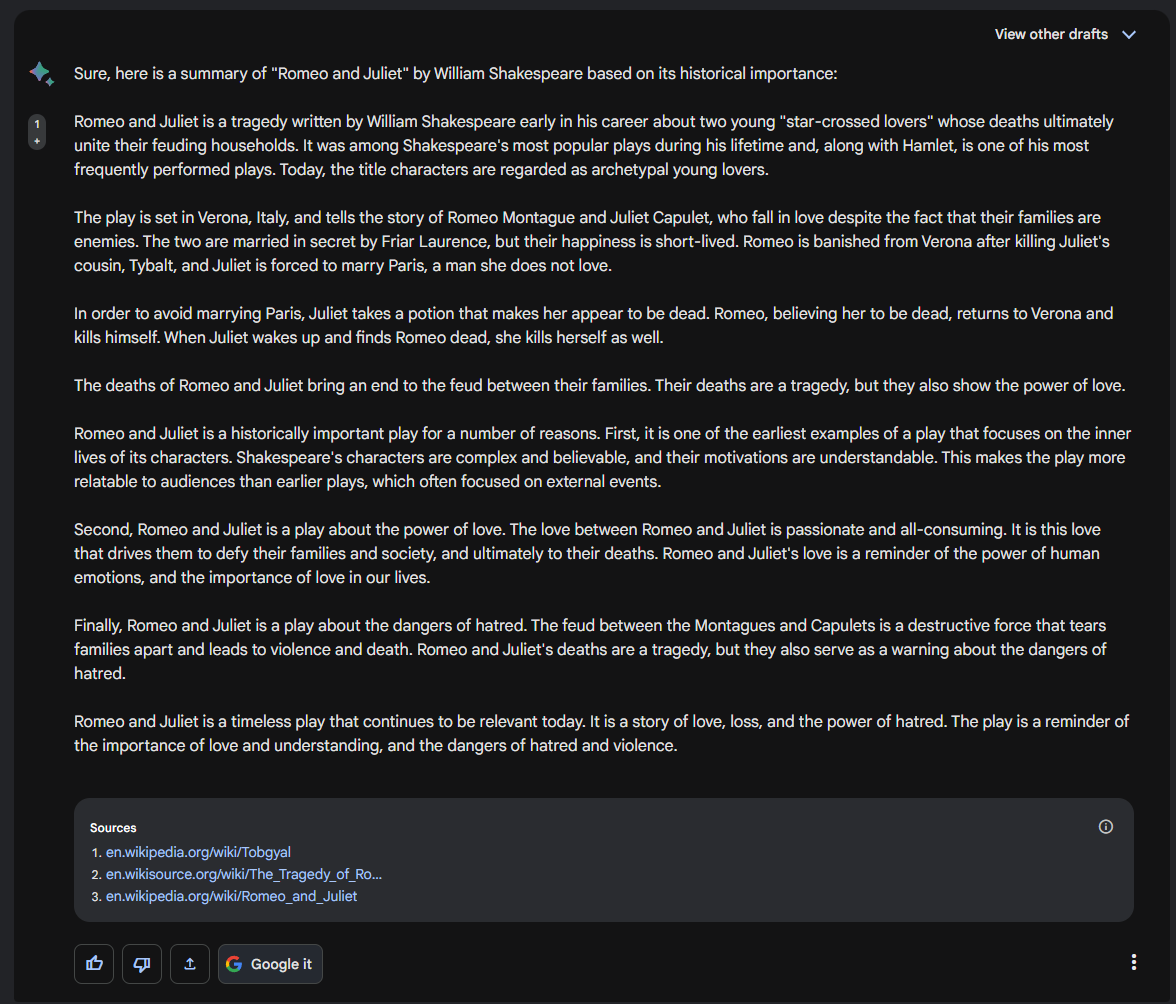 View other drafts
Sure, here is a summary of "Romeo and Juliet" by William Shakespeare based on its historical importance:
1
+
Romeo and Juliet is a tragedy written by William Shakespeare early in his career about two young "star-crossed lovers" whose deaths ultimately
unite their feuding households. It was among Shakespeare's most popular plays during his lifetime and, along with Hamlet, is one of his most
frequently performed plays. Today, the title characters are regarded as archetypal young lovers.
The play is set in Verona, Italy, and tells the story of Romeo Montague and Juliet Capulet, who fall in love despite the fact that their families are
enemies. The two are married in secret by Friar Laurence, but their happiness is short-lived. Romeo is banished from Verona after killing Juliet's
cousin, Tybalt, and Juliet is forced to marry Paris, a man she does not love.
In order to avoid marrying Paris, Juliet takes a potion that makes her appear to be dead. Romeo, believing her to be dead, returns to Verona and
kills himself. When Juliet wakes up and finds Romeo dead, she kills herself as well.
The deaths of Romeo and Juliet bring an end to the feud between their families. Their deaths are a tragedy, but they also show the power of love.
Romeo and Juliet is a historically important play for a number of reasons. First, it is one of the earliest examples of a play that focuses on the inner
lives of its characters. Shakespeare's characters are complex and believable, and their motivations are understandable. This makes the play more
relatable to audiences than earlier plays, which often focused on external events.
Second, Romeo and Juliet is a play about the power of love. The love between Romeo and Juliet is passionate and all-consuming. It is this love
that drives them to defy their families and society, and ultimately to their deaths. Romeo and Juliet's love is a reminder of the power of human
emotions, and the importance of love in our lives.
Finally, Romeo and Juliet is a play about the dangers of hatred. The feud between the Montagues and Capulets is a destructive force that tears
families apart and leads to violence and death. Romeo and Juliet's deaths are a tragedy, but they also serve as a warning about the dangers of
hatred.
Romeo and Juliet is a timeless play that continues to be relevant today. It is a story of love, loss, and the power of hatred. The play is a reminder of
the importance of love and understanding, and the dangers of hatred and violence.
Sources
1. en.wikipedia.org/wiki/Tobgyal
2. en.wikisource.org/wiki/The_Tragedy_of_Ro...
3. en.wikipedia.org/wiki/Romeo_and_Juliet
Google it